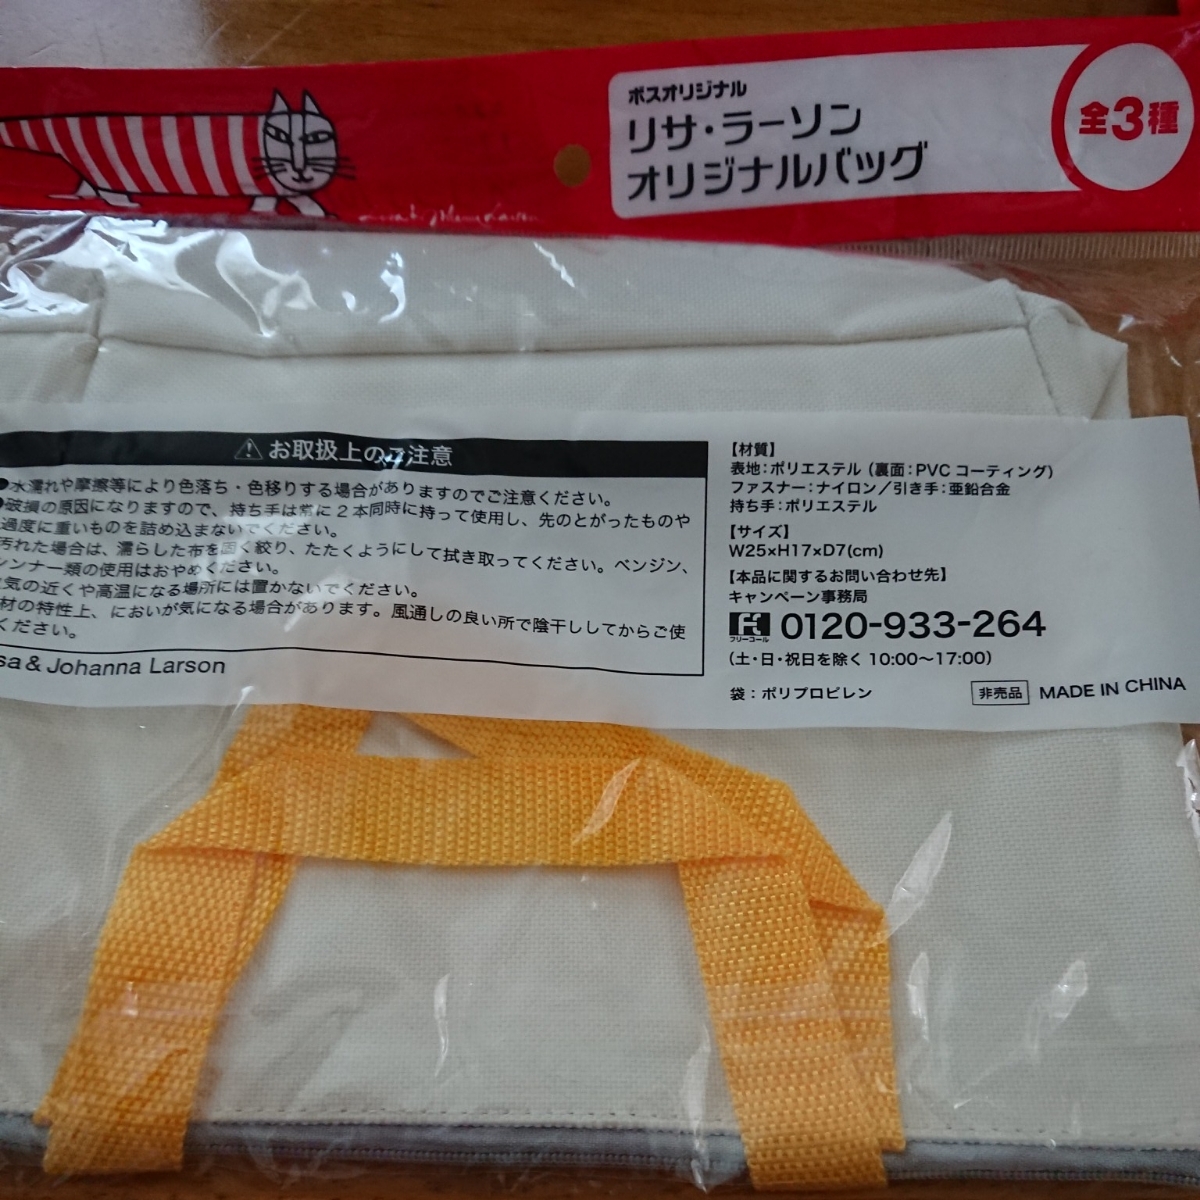 ボスオリジナル
リサ・ラーソン
オリジナルバッグ
全3種
お取扱上のご注意
●水濡れや摩擦等により色落ち・色移りする場合がありますのでご注意ください。
●破損の原因になりますので、持ち手は常に2本同時に持って使用し、先のとがったものや
過度に重いものを詰め込まないでください。
汚れた場合は、濡らした布を固く絞り、たたくようにして拭き取ってください。ベンジン、
シンナー類の使用はおやめください。
気の近くや高温になる場所には置かないでください。
材の特性上、においが気になる場合があります。風通しの良い所で陰干ししてからご使
ください。
sa & Johanna Larson
【材質】
表地:ポリエステル(裏面:PVCコーティング)
ファスナー:ナイロン/引き手:亜鉛合金
持ち手:ポリエステル
【サイズ】
W25×H17×D7(cm)
【本品に関するお問い合わせ先】
キャンペーン事務局
フリーコール 0120-933-264
(土・日・祝日を除く 10:00〜17:00)
袋:ポリプロピレン 非売品 MADE IN CHINA